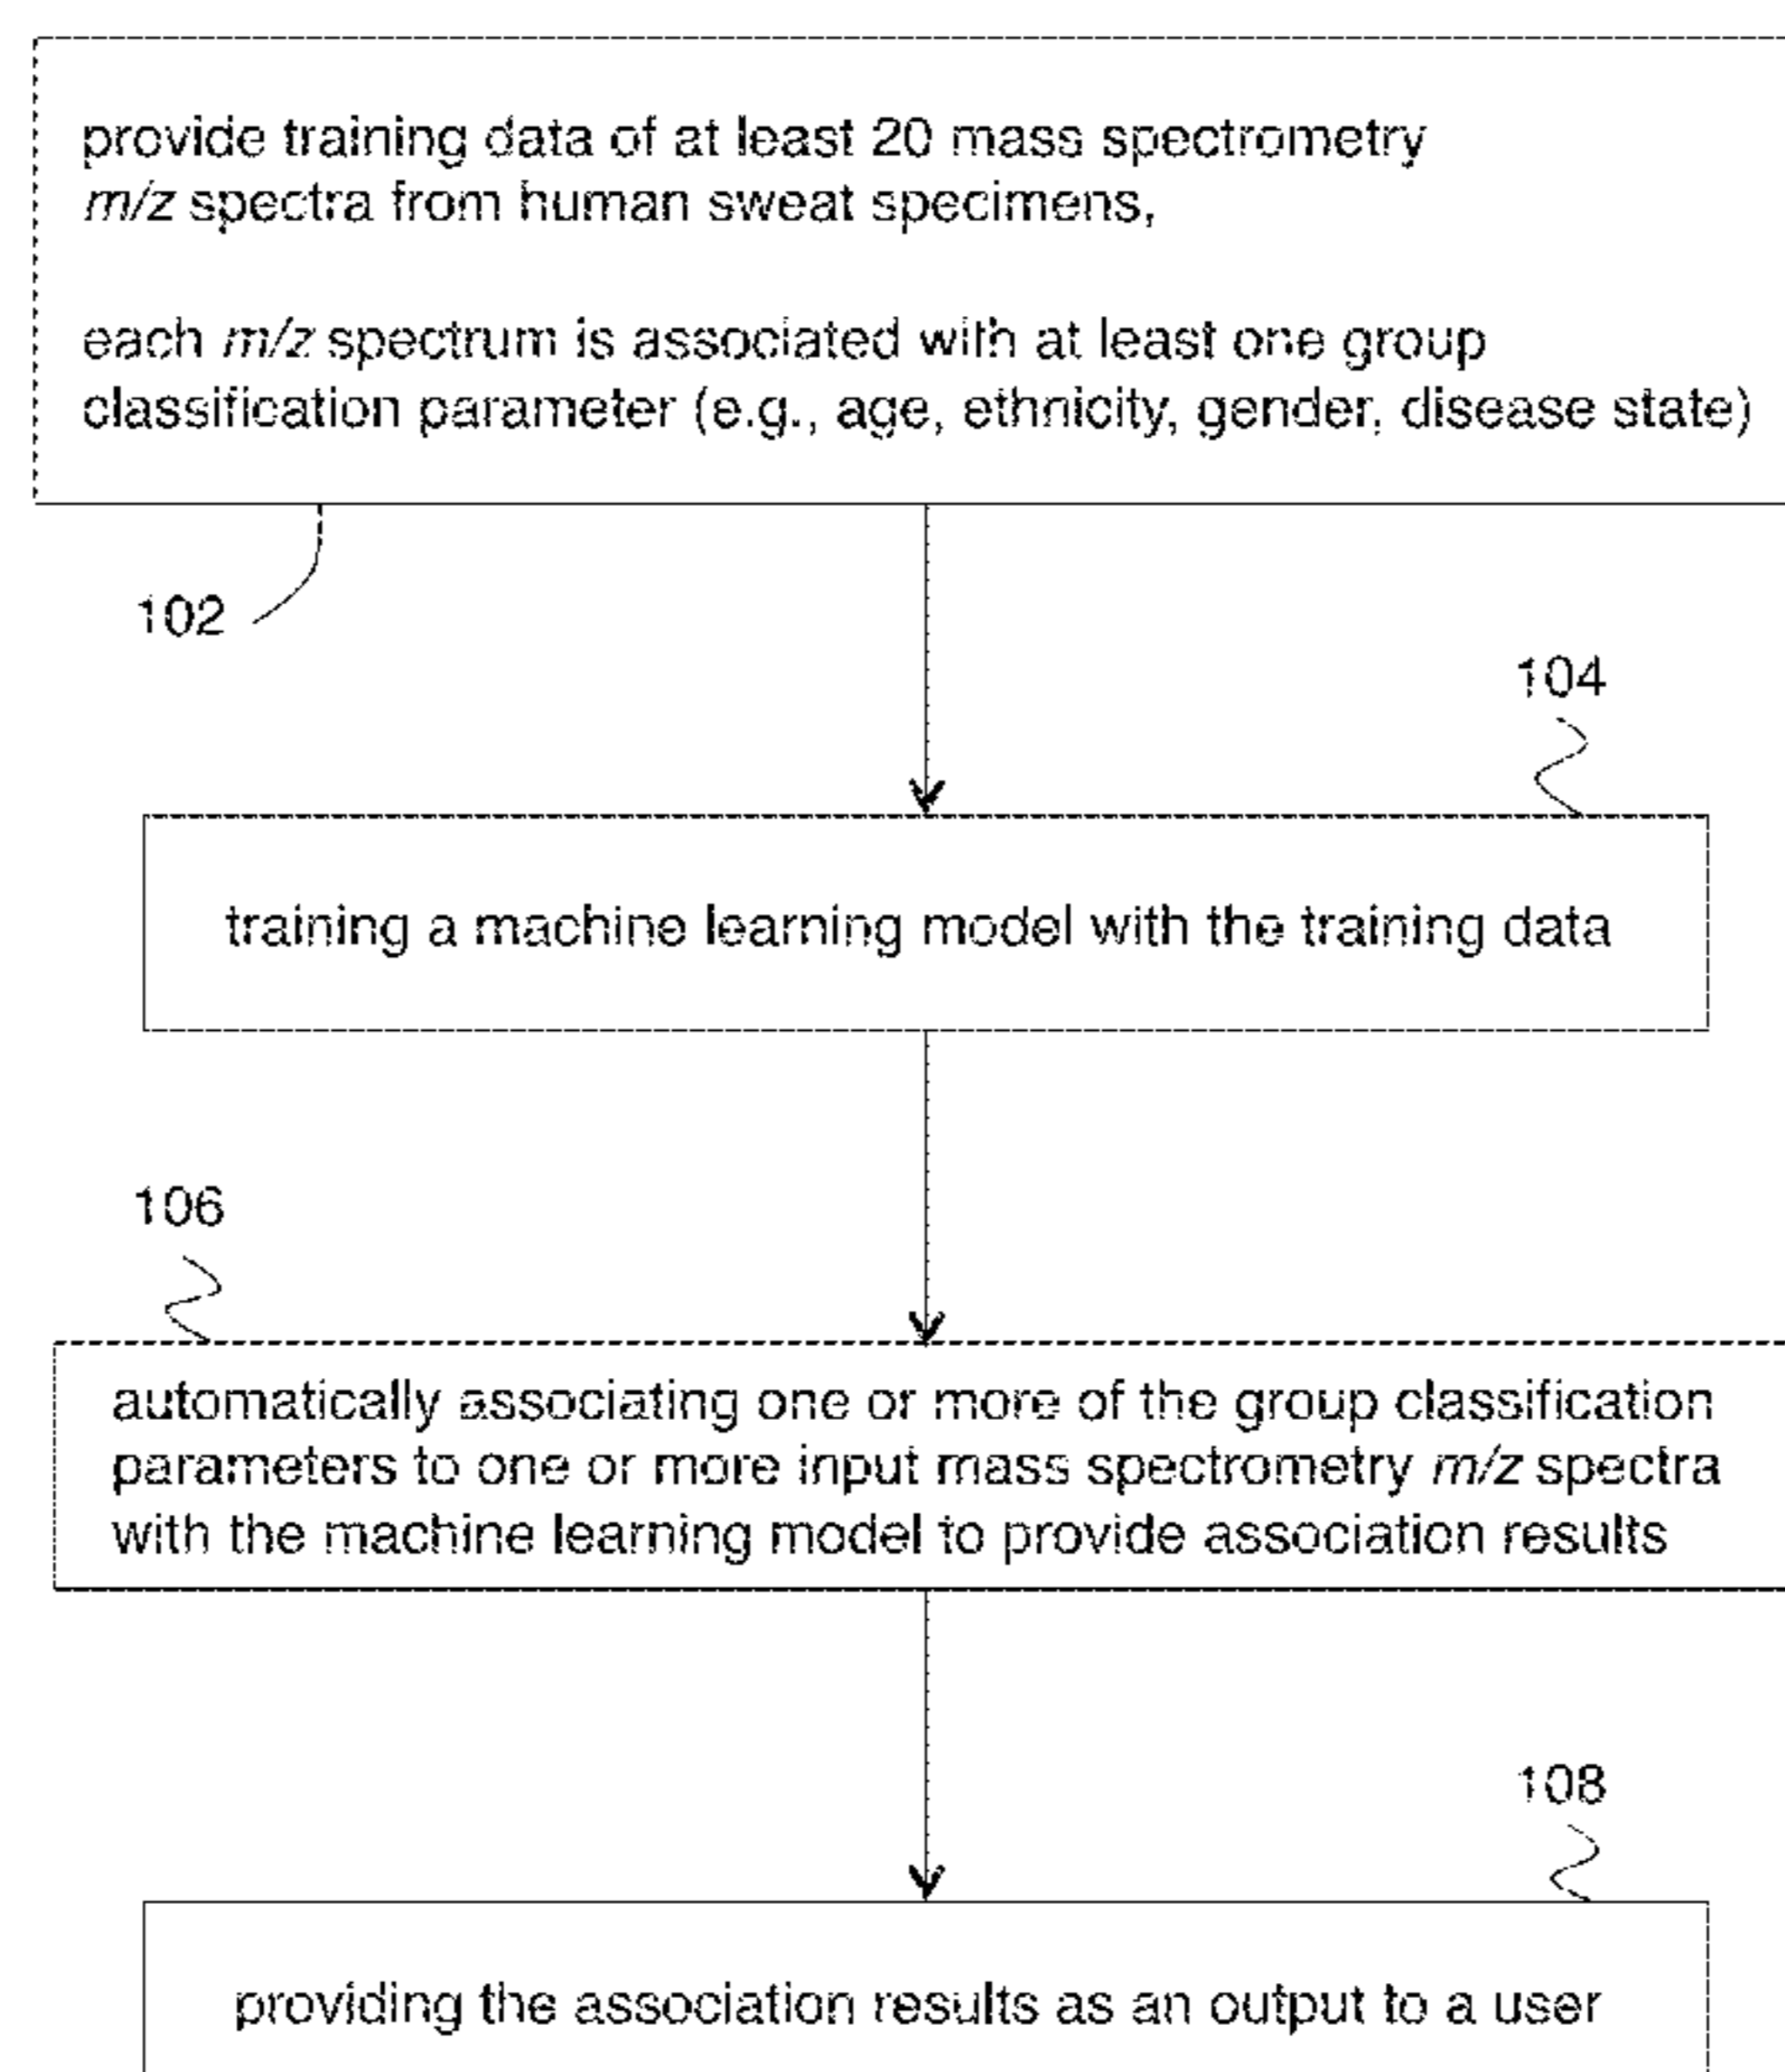 provide training data of at least 20 mass spectrometry
m/z spectra from human sweat specimens,
each m/z spectrum is associated with at least one group
classification parameter (e.g., age, ethnicity, gender, disease state)
102
104
training a machine learning model with the training data
106
automatically associating one or more of the group classification
parameters to one or more input mass spectrometry m/z spectra
with the machine learning model to provide association results
108
providing the association results as an output to a user